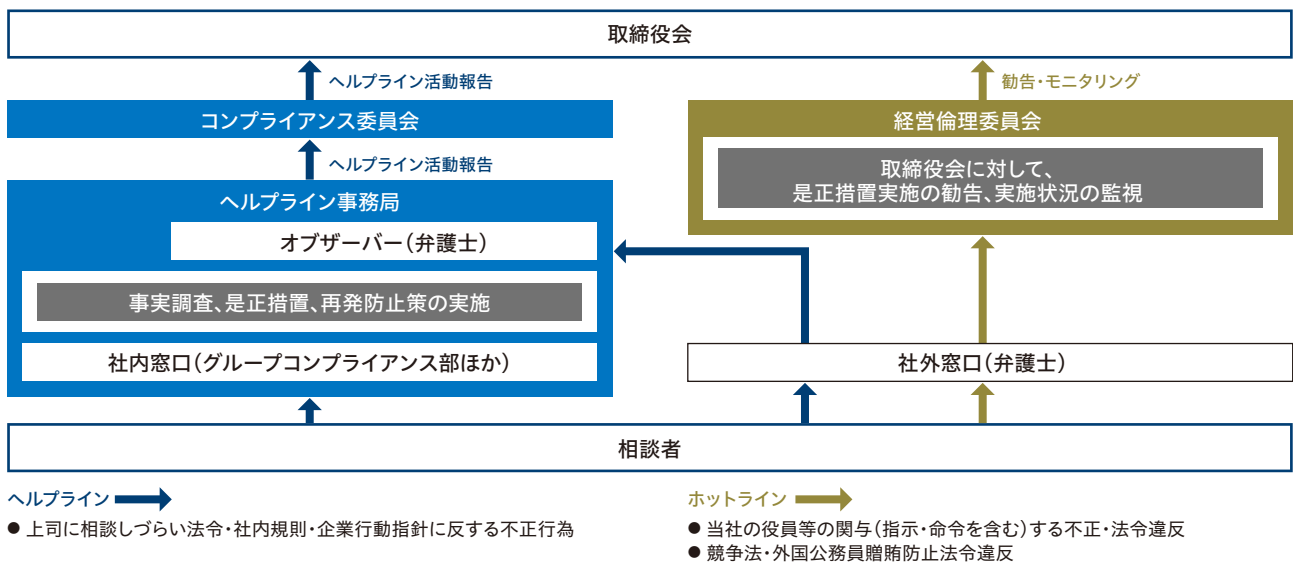 取締役会
ヘルプライン活動報告
勧告・モニタリング
コンプライアンス委員会
経営倫理委員会
ヘルプライン活動報告
取締役会に対して、
是正措置実施の勧告、実施状況の監視
ヘルプライン事務局
オブザーバー(弁護士)
事実調査、是正措置、再発防止策の実施
社内窓口(グループコンプライアンス部ほか)
社外窓口(弁護士)
相談者
ヘルプライン
● 上司に相談しづらい法令・社内規則・企業行動指針に反する不正行為
ホットライン
● 当社の役員等の関与(指示・命令を含む)する不正・法令違反
● 競争法・外国公務員贈賄防止法令違反